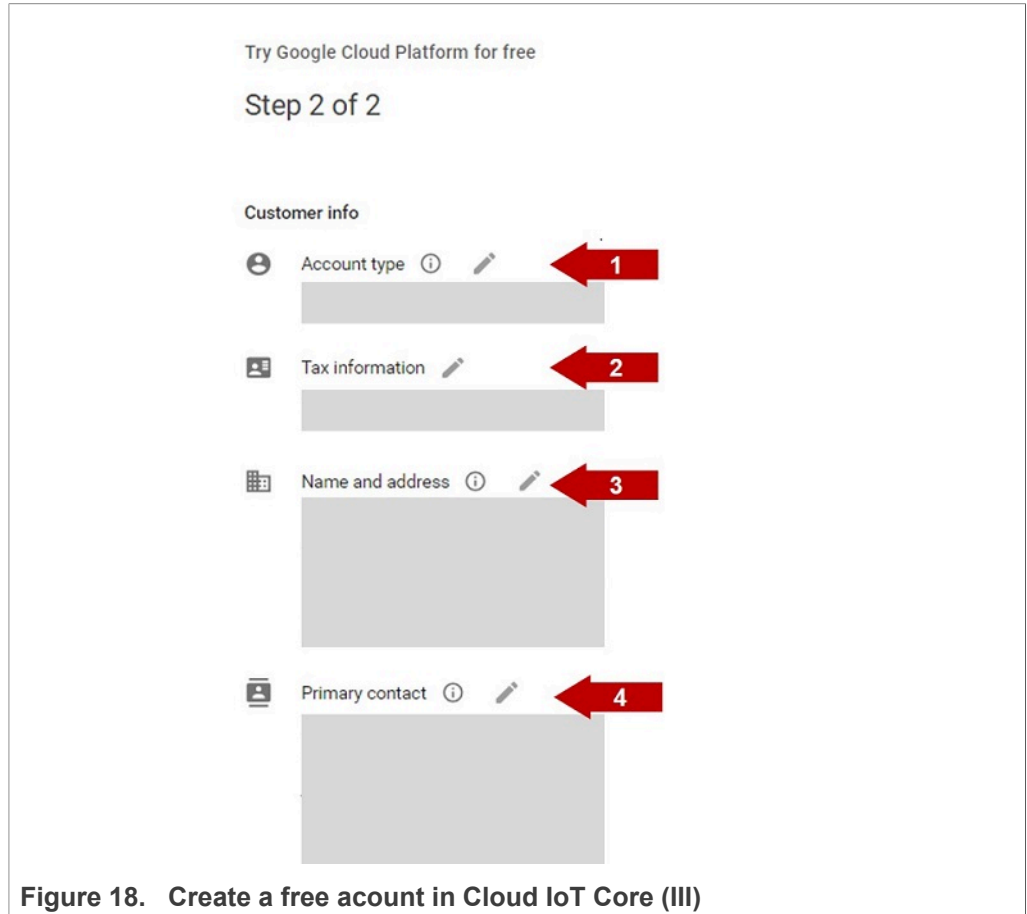 Try Google Cloud Platform for free
Step 2 of 2
Customer info
Account type 1
Tax information 2
Name and address 3
Primary contact 4
Figure 18. Create a free acount in Cloud IoT Core (III)